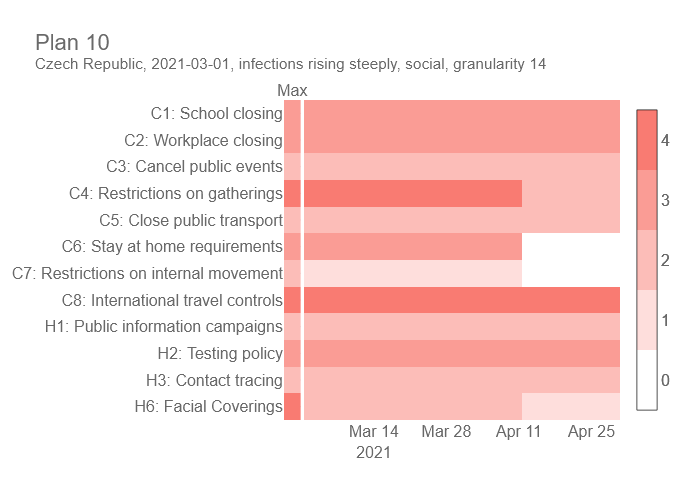 Plan 10
Czech Republic, 2021-03-01, infections rising steeply, social, granularity 14
Max
C1: School closing
C2: Workplace closing
C3: Cancel public events
C4: Restrictions on gatherings
C5: Close public transport
C6: Stay at home requirements
C7: Restrictions on internal movement
C8: International travel controls
H1: Public information campaigns
H2: Testing policy
H3: Contact tracing
H6: Facial Coverings
Mar 14 Mar 28 Apr 11 Apr 25
2021
4
3
2
1
0